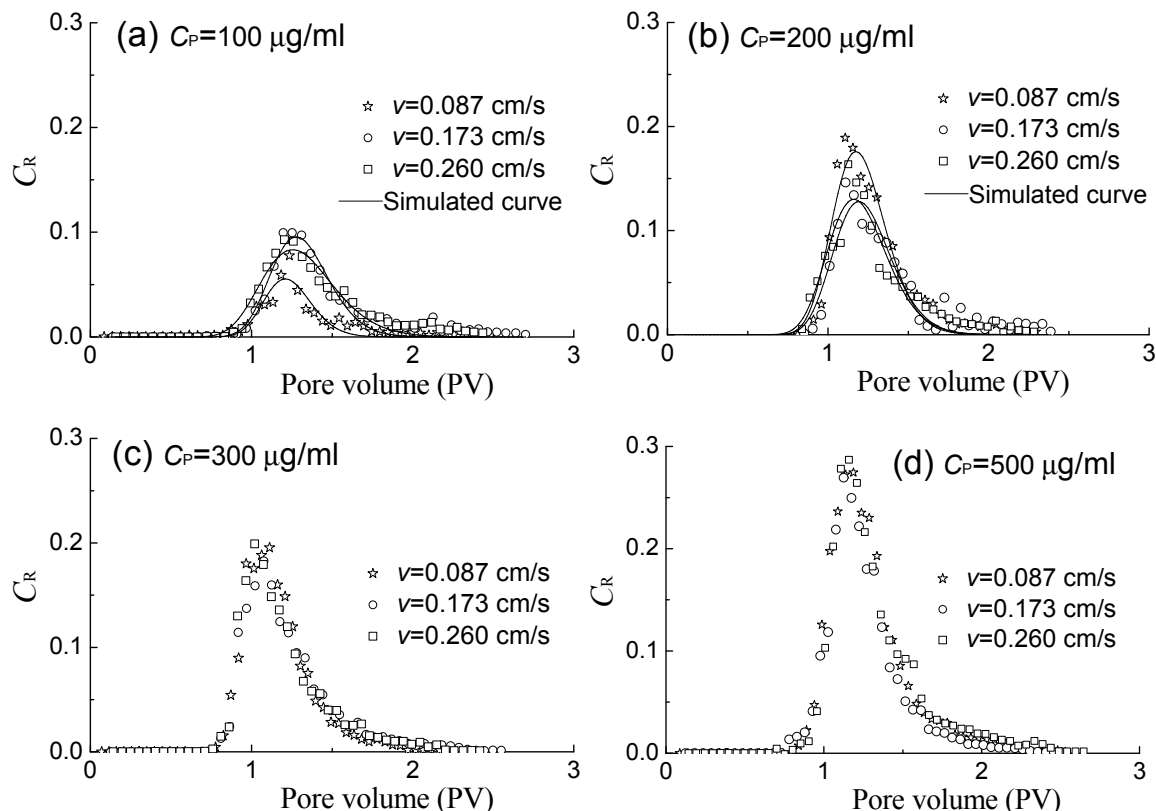 (a) CP=100 μg/ml
0.3
0.2
0.1
0.0
CR
v=0.087 cm/s
v=0.173 cm/s
v=0.260 cm/s
Simulated curve
0 1 2 3
Pore volume (PV)
(b) CP=200 μg/ml
0.3
0.2
0.1
0.0
CR
v=0.087 cm/s
v=0.173 cm/s
v=0.260 cm/s
Simulated curve
0 1 2 3
Pore volume (PV)
(c) CP=300 μg/ml
0.3
0.2
0.1
0.0
CR
v=0.087 cm/s
v=0.173 cm/s
v=0.260 cm/s
0 1 2 3
Pore volume (PV)
(d) CP=500 μg/ml
0.3
0.2
0.1
0.0
CR
v=0.087 cm/s
v=0.173 cm/s
v=0.260 cm/s
0 1 2 3
Pore volume (PV)